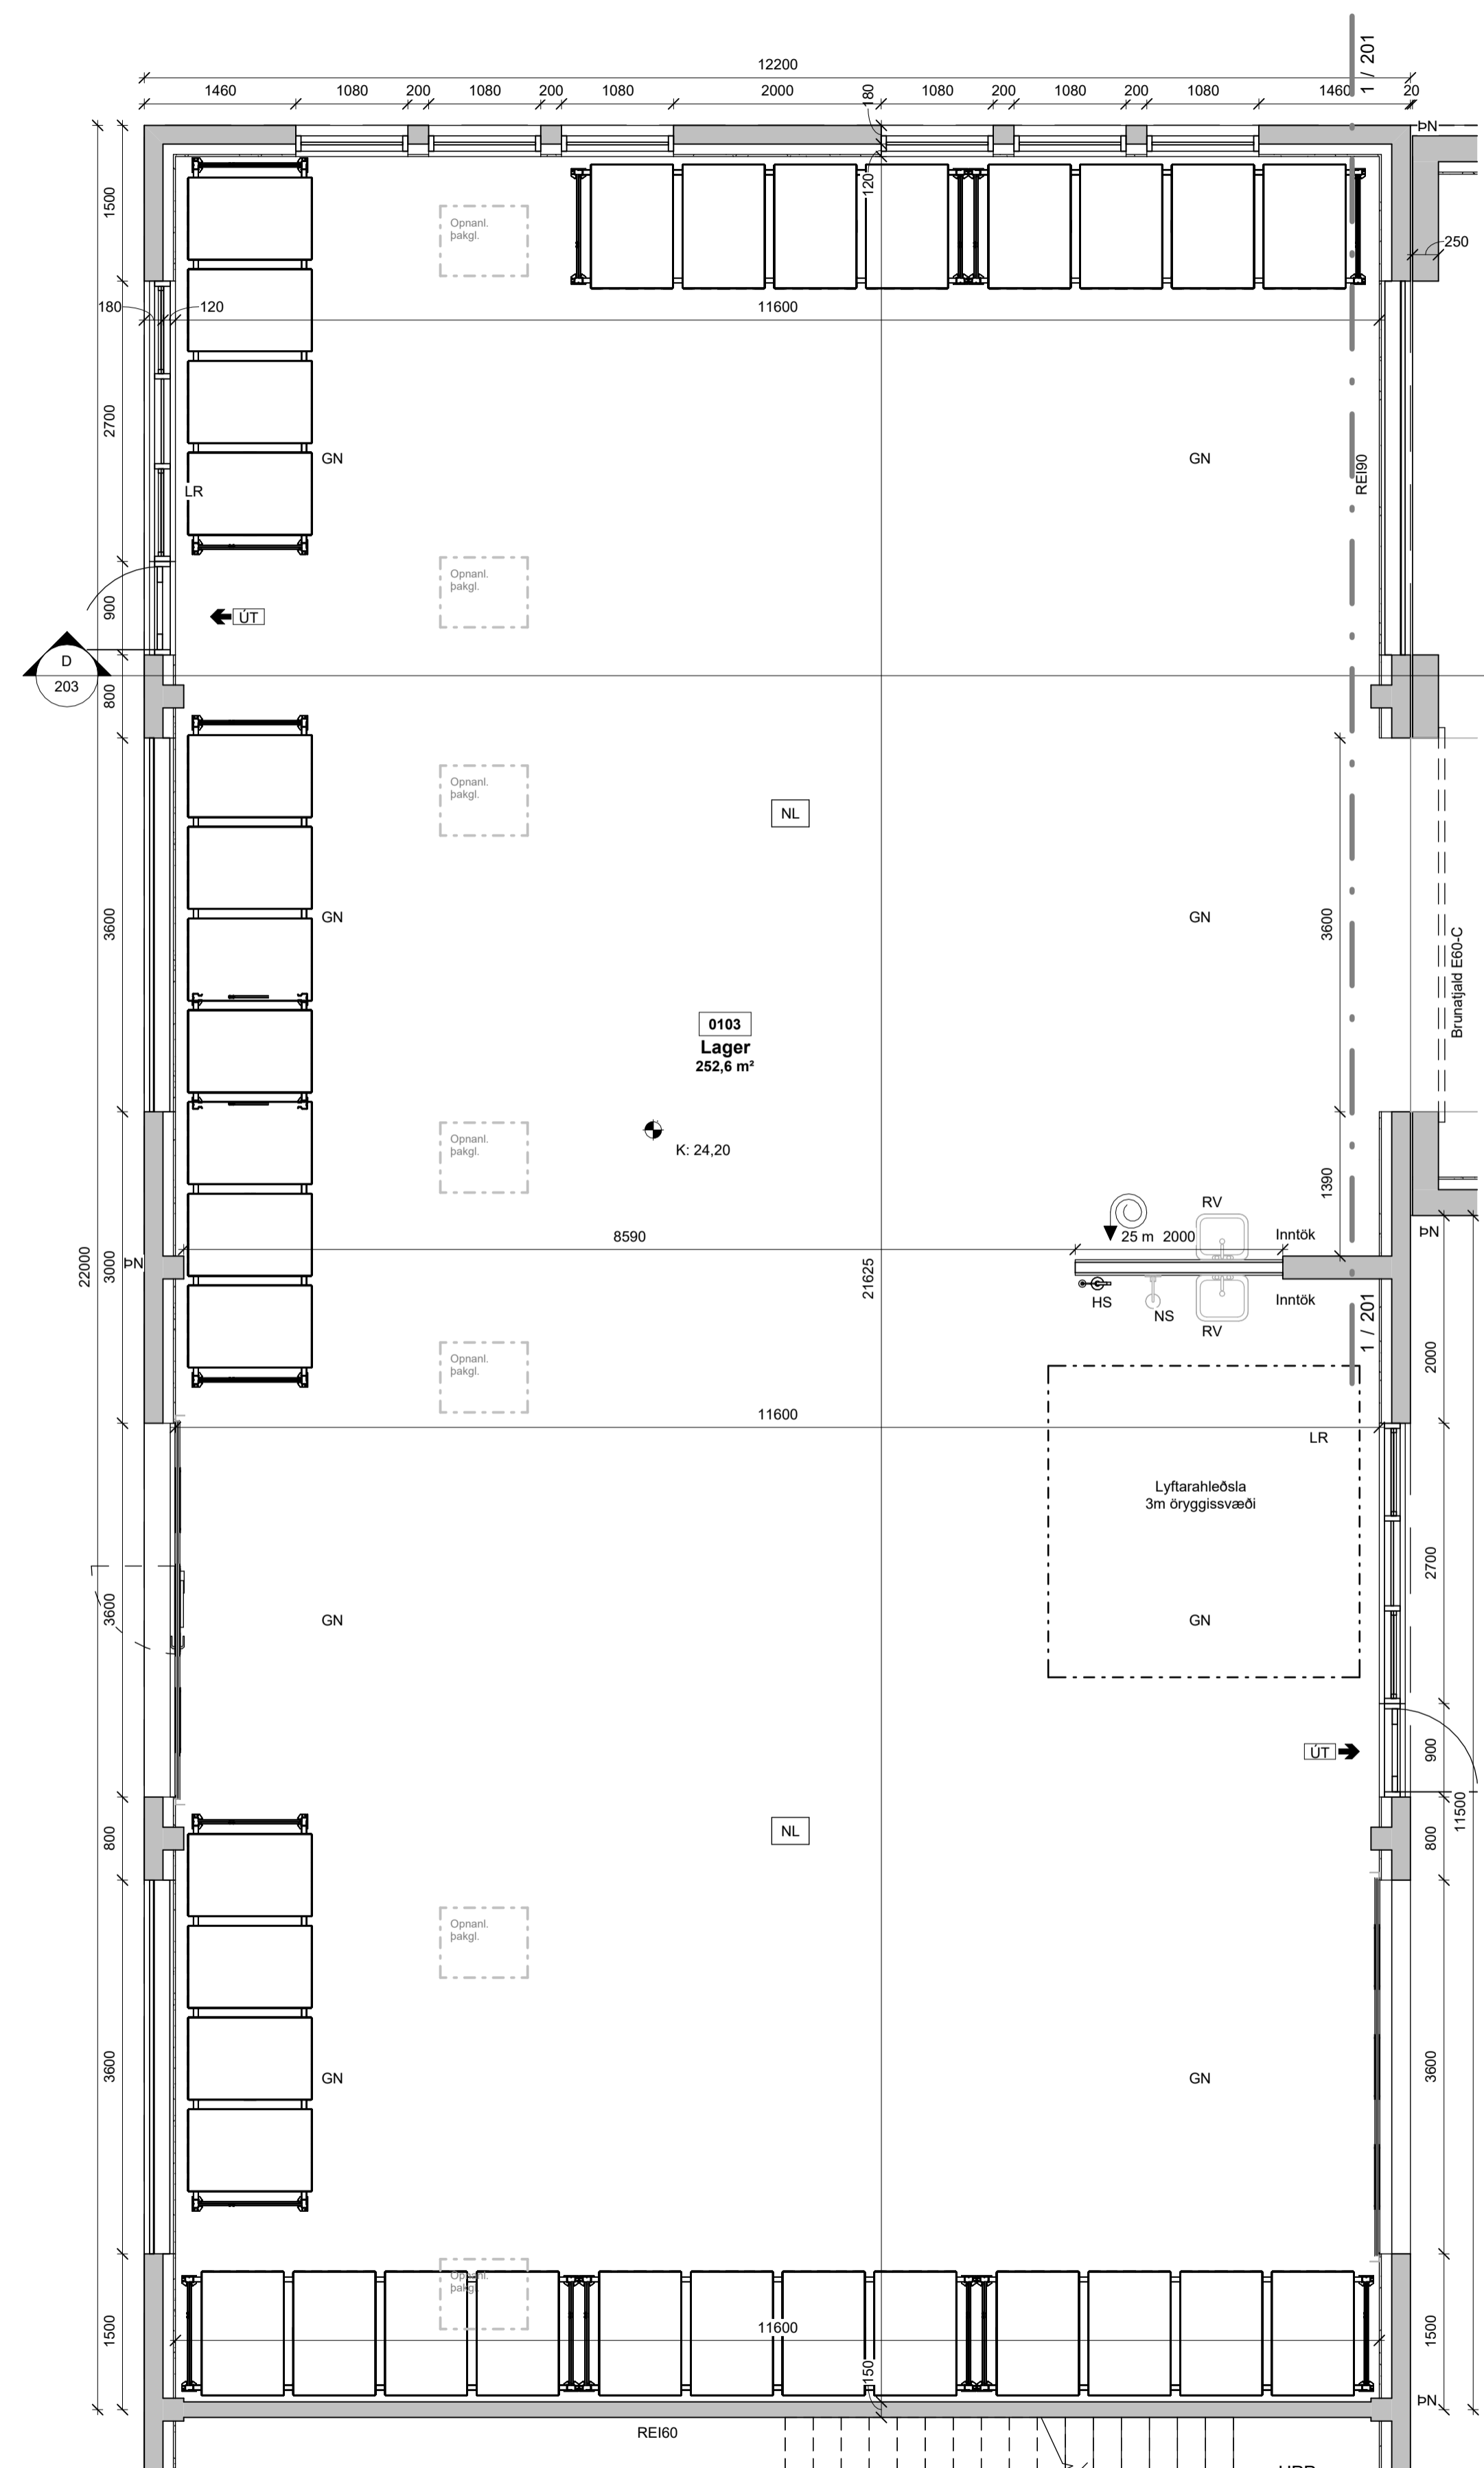 12200
1 / 201
1460 1080 200 1080 200 1080 2000 1080 200 1080 200 1080 1460 20
180
ÞN
120
Opnanl.
þakgl.
1500
250
180 120 11600
2700
GN GN
REI90
LR
Opnanl.
þakgl.
900
ÚT
D
203
800
Opnanl.
þakgl.
NL
3600
GN GN
3600
Brunatjald E60-C
0103
Lager
252,6 m²
K: 24,20
Opnanl.
þakgl.
1390
RV
25 m 2000 Inntök
ÞN
8590
22000
3000
ÞN
21625
HS
NS
RV
Inntök
1 / 201
2000
Opnanl.
þakgl.
11600
LR
Lyftarahleðsla
3m öryggissvæði
2700
3600
GN GN
ÚT
900
11500
800
NL
800
Opnanl.
þakgl.
3600
GN GN
3600
Opnanl.
þakgl.
1500
11600
1500
150
ÞN
REI60